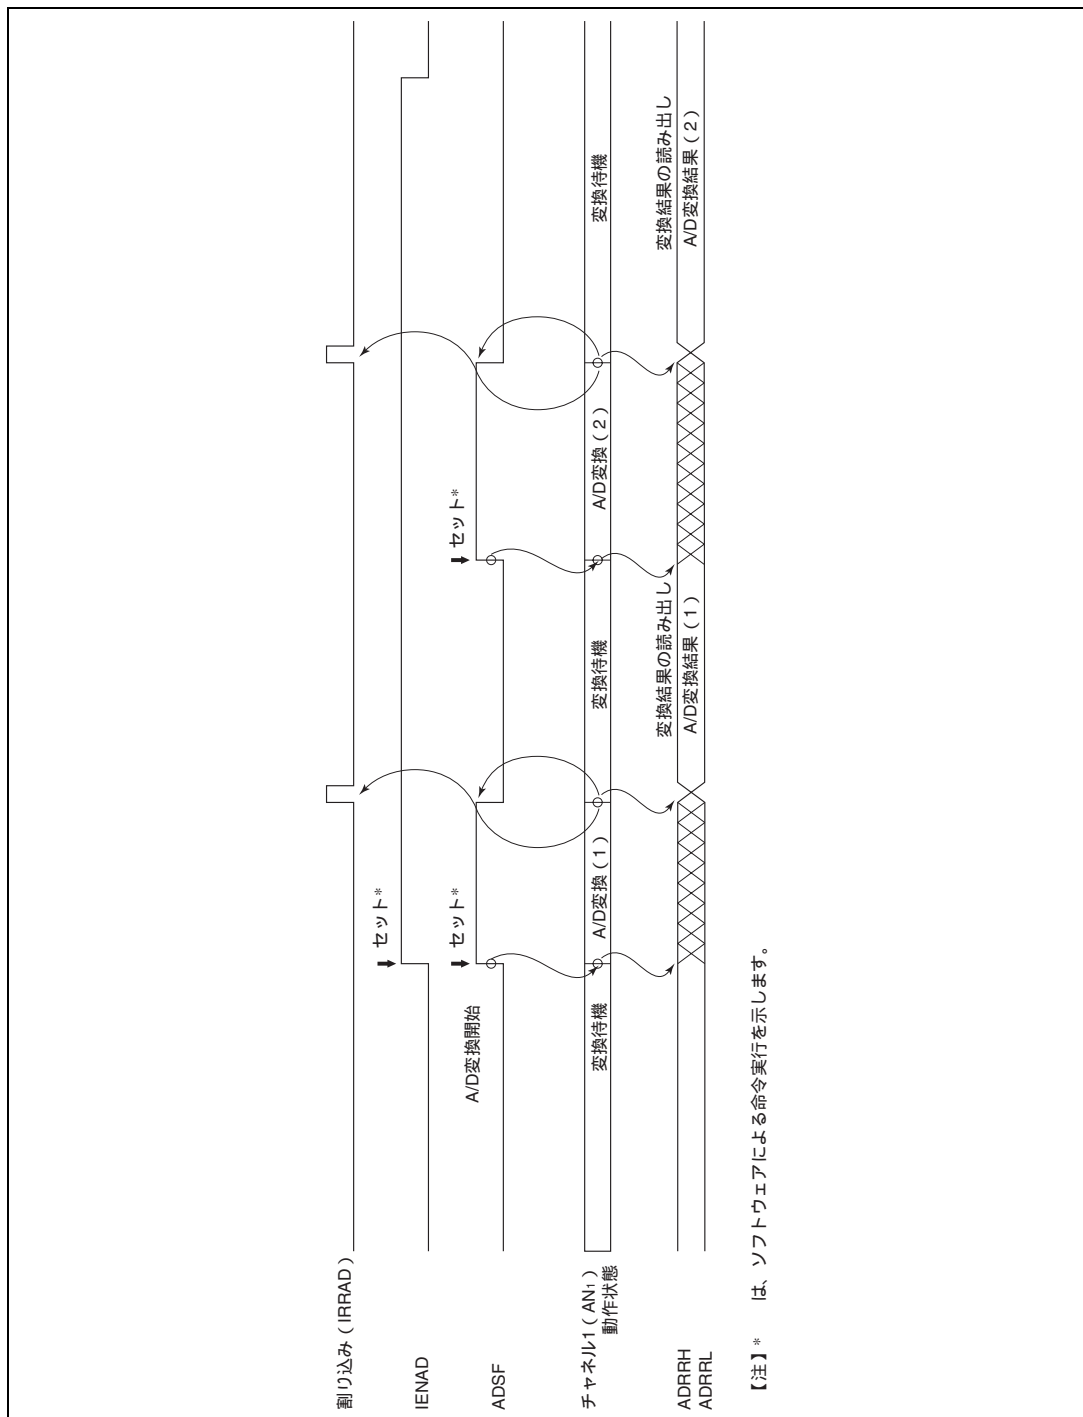 割り込み（IRRAD）
IENAD
セット*
ADSF
A/D変換開始
セット*
セット*
チャネル1（AN1）
動作状態
変換待機
A/D変換（1）
変換待機
A/D変換（2）
変換待機
変換結果の読み出し
変換結果の読み出し
ADRRH
ADRRL
A/D変換結果（1）
A/D変換結果（2）
【注】* は、ソフトウェアによる命令実行を示します。